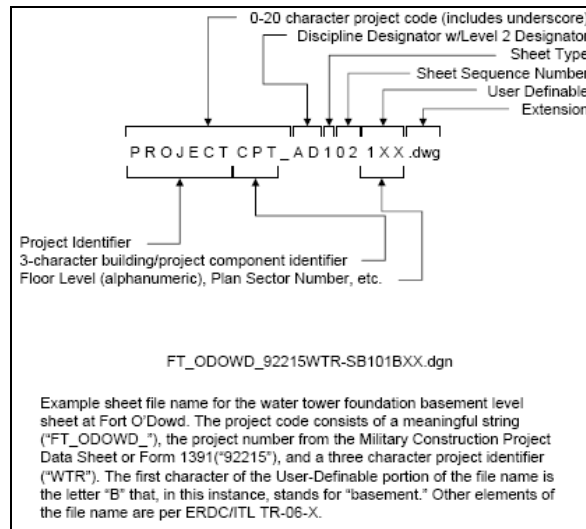 0-20 character project code (includes underscore)
Discipline Designator w/Level 2 Designator
Sheet Type
Sheet Sequence Number
User Definable
Extension
PROJECTCPT_AD1021XX.dwg
Project Identifier
3-character building/project component identifier
Floor Level (alphanumeric), Plan Sector Number, etc.
FT_ODOWD_92215WTR-SB101BXX.dgn
Example sheet file name for the water tower foundation basement level
sheet at Fort O'Dowd. The project code consists of a meaningful string
("FT_ODOWD_"), the project number from the Military Construction Project
Data Sheet or Form 1391("92215"), and a three character project identifier
("WTR"). The first character of the User-Definable portion of the file name is
the letter "B" that, in this instance, stands for "basement." Other elements of
the file name are per ERDC/ITL TR-06-X.